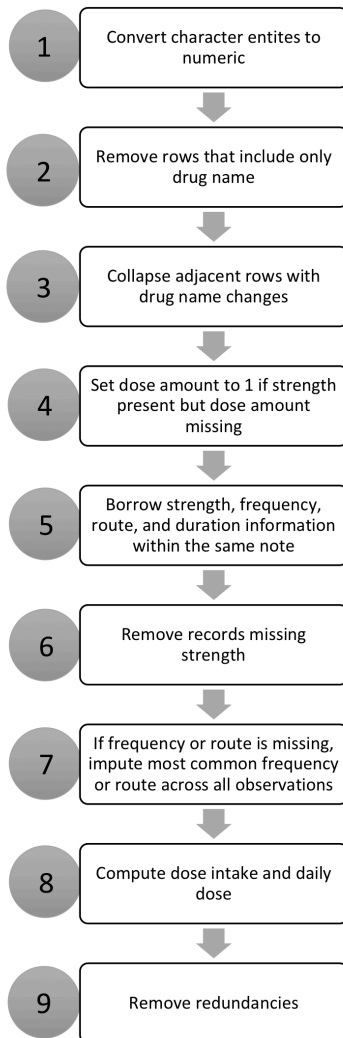 1
Convert character entites to
numeric
2
Remove rows that include only
drug name
3
Collapse adjacent rows with
drug name changes
4
Set dose amount to 1 if strength
present but dose amount
missing
5
Borrow strength, frequency,
route, and duration information
within the same note
6
Remove records missing
strength
7
If frequency or route is missing,
impute most common frequency
or route across all observations
8
Compute dose intake and daily
dose
9
Remove redundancies